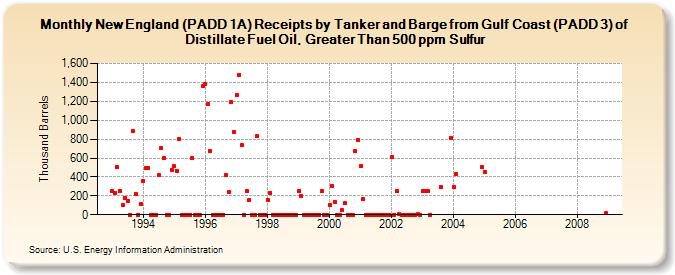 Monthly New England (PADD 1A) Receipts by Tanker and Barge from Gulf Coast (PADD 3) of
Distillate Fuel Oil, Greater Than 500 ppm Sulfur
Thousand Barrels
1,600
1,400
1,200
1,000
800
600
400
200
0
1994 1996 1998 2000 2002 2004 2006 2008
Source: U.S. Energy Information Administration